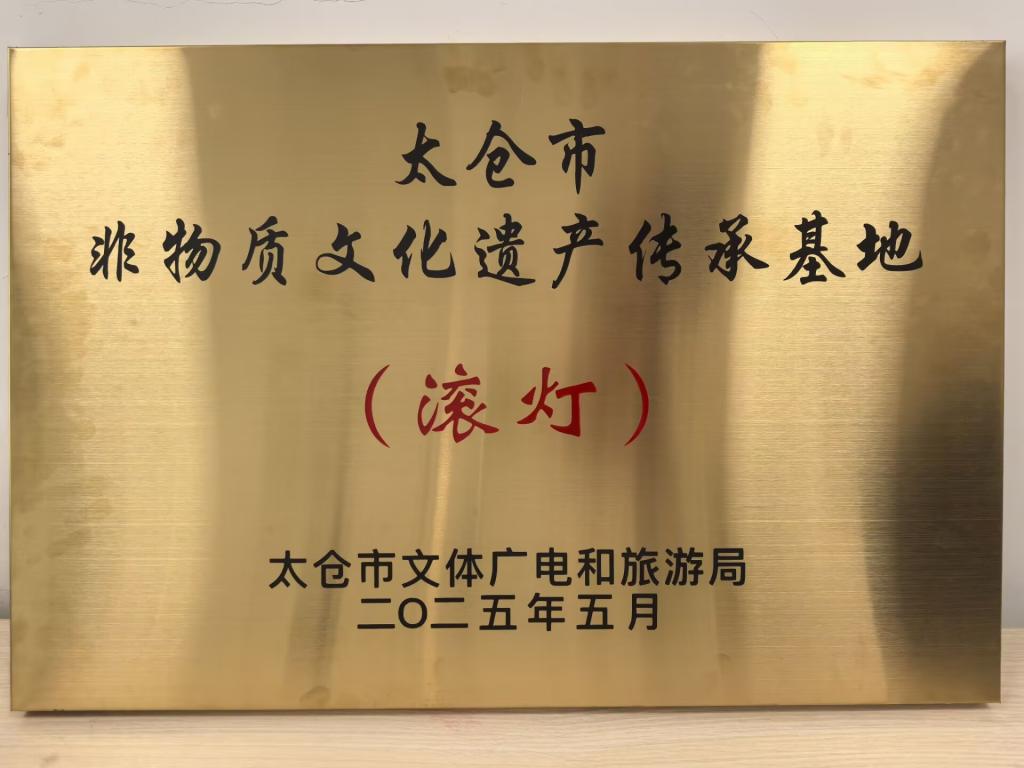 太仓市
非物质文化遗产传承基地
（滚灯）
太仓市文体广电和旅游局
二〇二五年五月